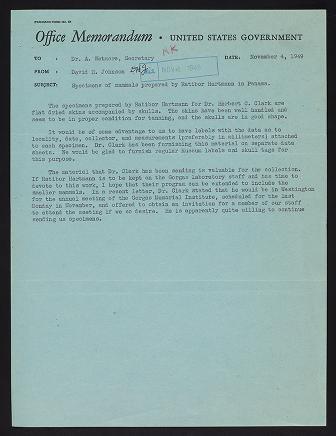 STANDARD FORM NO. 64
Office Memorandum • UNITED STATES GOVERNMENT
TO : Dr. A. Wetmore, Secretary
DATE: November 4, 1949
FROM : David H. Johnson
NOV 4 1949
SUBJECT: Specimens of mammals prepared by Ratibor Hartmann in Panama.
The specimens prepared by Ratibor Hartmann for Dr. Herbert C. Clark are
flat dried skins accompanied by skulls. The skins have been well handled and
seem to be in proper condition for tanning, and the skulls are in good shape.
It would be of some advantage to us to have labels with the data as to
locality, date, collector, and measurements (preferably in millimeters) attached
to each specimen. Dr. Clark has been furnishing this material on separate data
sheets. We would be glad to furnish regular museum labels and skull tags for
this purpose.
The material that Dr. Clark has been sending is valuable for the collection.
If Ratibor Hartmann is to be kept on the Gorgas Laboratory staff and has time to
devote to this work, I hope that their program can be extended to include the
smaller mammals. In a recent letter, Dr. Clark stated that he would be in Washington
for the annual meeting of the Gorgas Memorial Institute, scheduled for the last
Monday in November, and offered to obtain an invitation for a member of our staff
to attend the meeting if we so desire. He is apparently quite willing to continue
sending us specimens.